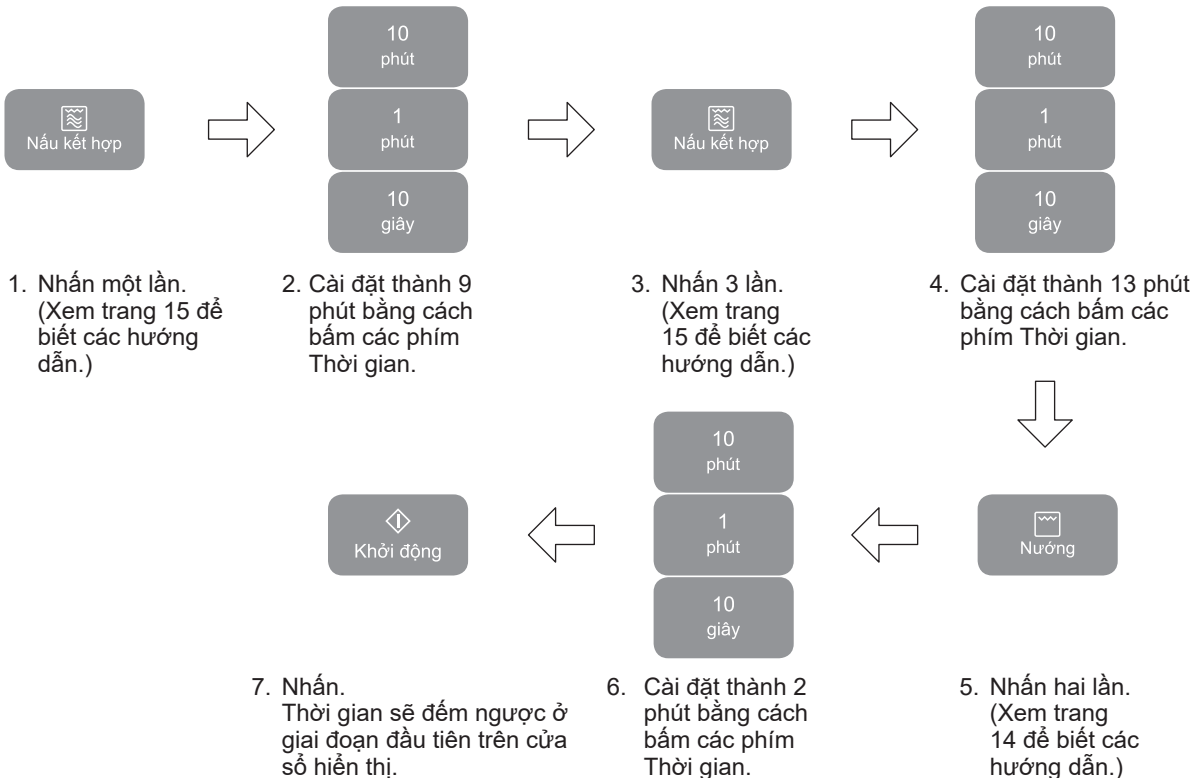 Nấu kết hợp
10
phút
1
phút
10
giây
Nấu kết hợp
10
phút
1
phút
10
giây
1. Nhấn một lần.
(Xem trang 15 để
biết các hướng
dẫn.)
2. Cài đặt thành 9
phút bằng cách
bấm các phím
Thời gian.
3. Nhấn 3 lần.
(Xem trang
15 để biết các
hướng dẫn.)
4. Cài đặt thành 13 phút
bằng cách bấm các
phím Thời gian.
Nướng
5. Nhấn hai lần.
(Xem trang
14 để biết các
hướng dẫn.)
10
phút
1
phút
10
giây
6. Cài đặt thành 2
phút bằng cách
bấm các phím
Thời gian.
Khởi động
7. Nhấn.
Thời gian sẽ đếm ngược ở
giai đoạn đầu tiên trên cửa
sổ hiển thị.